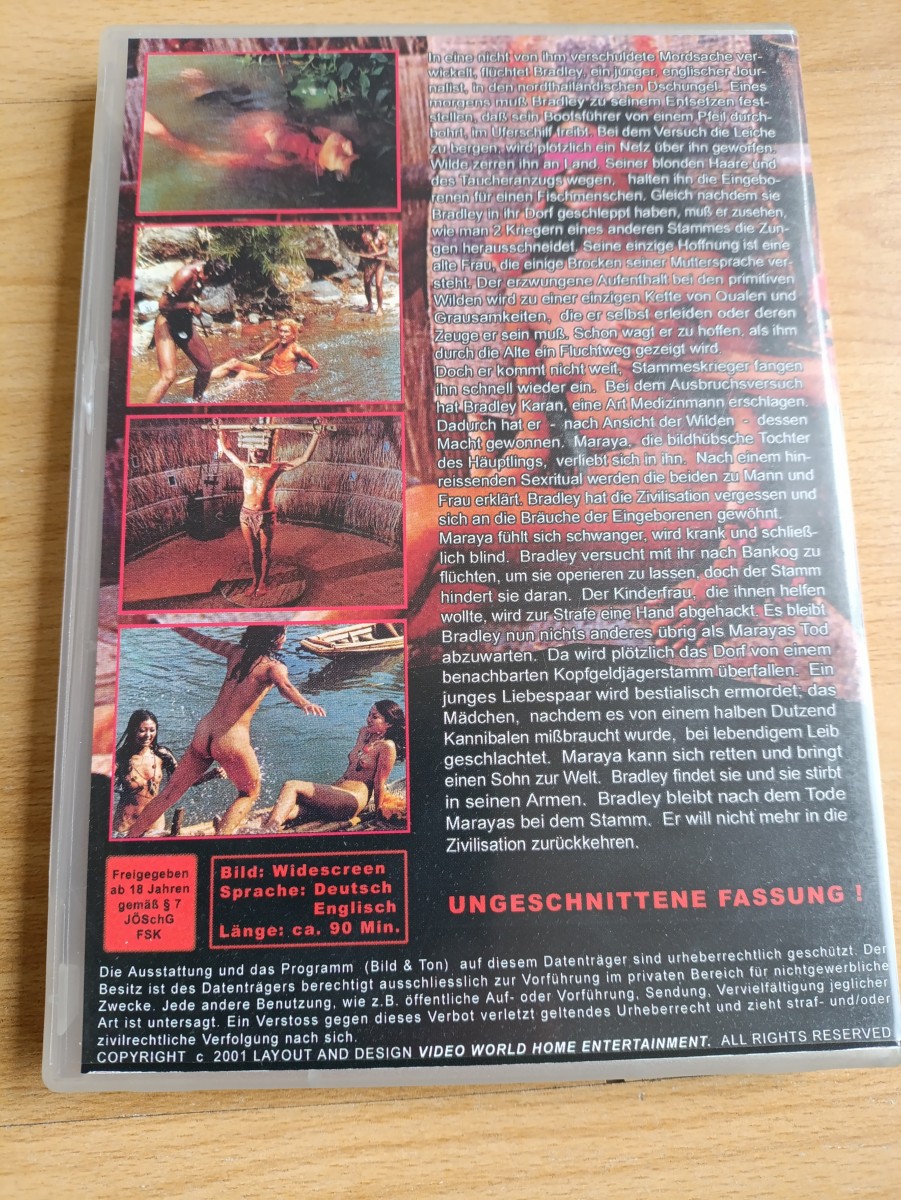 In eine nicht von ihm verschuldete Mordsache ver-
wickelt, flüchtet Bradley, ein junger, englischer Jour-
nalist, in den nordthailändischen Dschungel. Eines
morgens muß Bradley zu seinem Entsetzen fest-
stellen, daß sein Bootsführer von einem Pfeil durch-
bohrt, im Uferschilf treibt. Bei dem Versuch die Leiche
zu bergen, wird plötzlich ein Netz über ihn geworfen.
Wilde zerren ihn an Land. Seiner blonden Haare und
des Taucheranzugs wegen, halten ihn die Eingebo-
renen für einen Fischmenschen. Gleich nachdem sie
Bradley in ihr Dorf geschleppt haben, muß er zusehen,
wie man 2 Kriegern eines anderen Stammes die Zun-
gen herausschneidet. Seine einzige Hoffnung ist eine
alte Frau, die einige Brocken seiner Muttersprache ver-
steht. Der erzwungene Aufenthalt bei den primitiven
Wilden wird zu einer einzigen Kette von Qualen und
Grausamkeiten, die er selbst erleiden oder deren
Zeuge er sein muß. Schon wagt er zu hoffen, als ihm
durch die Alte ein Fluchtweg gezeigt wird.
Doch er kommt nicht weit, Stammeskrieger fangen
ihn schnell wieder ein. Bei dem Ausbruchsversuch
hat Bradley Karan, eine Art Medizinmann erschlagen.
Dadurch hat er - nach Ansicht der Wilden - dessen
Macht gewonnen. Maraya, die bildhübsche Tochter
des Häuptlings, verliebt sich in ihn. Nach einem hin-
reissenden Sexritual werden die beiden zu Mann und
Frau erklärt. Bradley hat die Zivilisation vergessen und
sich an die Bräuche der Eingeborenen gewöhnt.
Maraya fühlt sich schwanger, wird krank und schließ-
lich blind. Bradley versucht mit ihr nach Bankog zu
flüchten, um sie operieren zu lassen, doch der Stamm
hindert sie daran. Der Kinderfrau, die ihnen helfen
wollte, wird zur Strafe eine Hand abgehackt. Es bleibt
Bradley nun nichts anderes übrig als Marayas Tod
abzuwarten. Da wird plötzlich das Dorf von einem
benachbarten Kopfgeldjägerstamm überfallen. Ein
junges Liebespaar wird bestialisch ermordet, das
Mädchen, nachdem es von einem halben Dutzend
Kannibalen mißbraucht wurde, bei lebendigem Leib
geschlachtet. Maraya kann sich retten und bringt
einen Sohn zur Welt. Bradley findet sie und sie stirbt
in seinen Armen. Bradley bleibt nach dem Tode
Marayas bei dem Stamm. Er will nicht mehr in die
Zivilisation zurückkehren.
Freigegeben
ab 18 Jahren
gemäß § 7
JÖSchG
FSK
Bild: Widescreen
Sprache: Deutsch
Englisch
Länge: ca. 90 Min.
UNGESCHNITTENE FASSUNG !
Die Ausstattung und das Programm (Bild & Ton) auf diesem Datenträger sind urheberrechtlich geschützt. Der
Besitz ist des Datenträgers berechtigt ausschliesslich zur Vorführung im privaten Bereich für nichtgewerbliche
Zwecke. Jede andere Benutzung, wie z.B. öffentliche Auf- oder Vorführung, Sendung, Vervielfältigung jeglicher
Art ist untersagt. Ein Verstoss gegen dieses Verbot verletzt geltendes Urheberrecht und zieht straf- und/oder
zivilrechtliche Verfolgung nach sich.
COPYRIGHT c 2001 LAYOUT AND DESIGN VIDEO WORLD HOME ENTERTAINMENT. ALL RIGHTS RESERVED